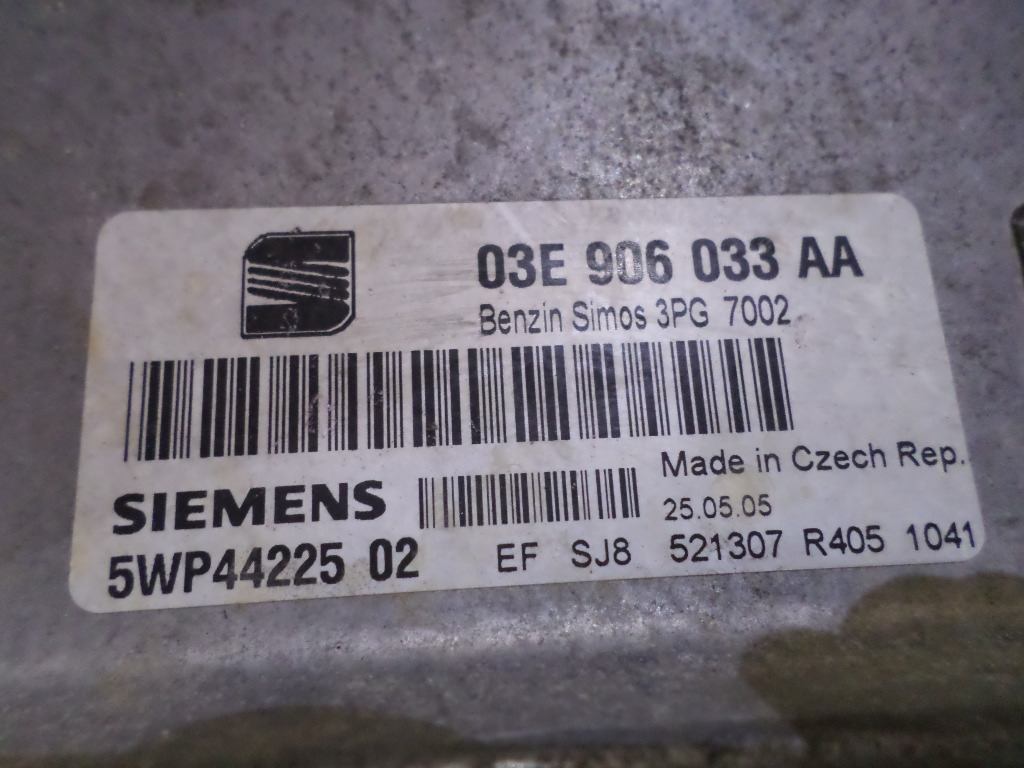 03E 906 033 AA
Benzin Simos 3PG 7002
Made in Czech Rep.
SIEMENS
25.05.05
5WP44225 02 EF SJ8 521307 R405 1041